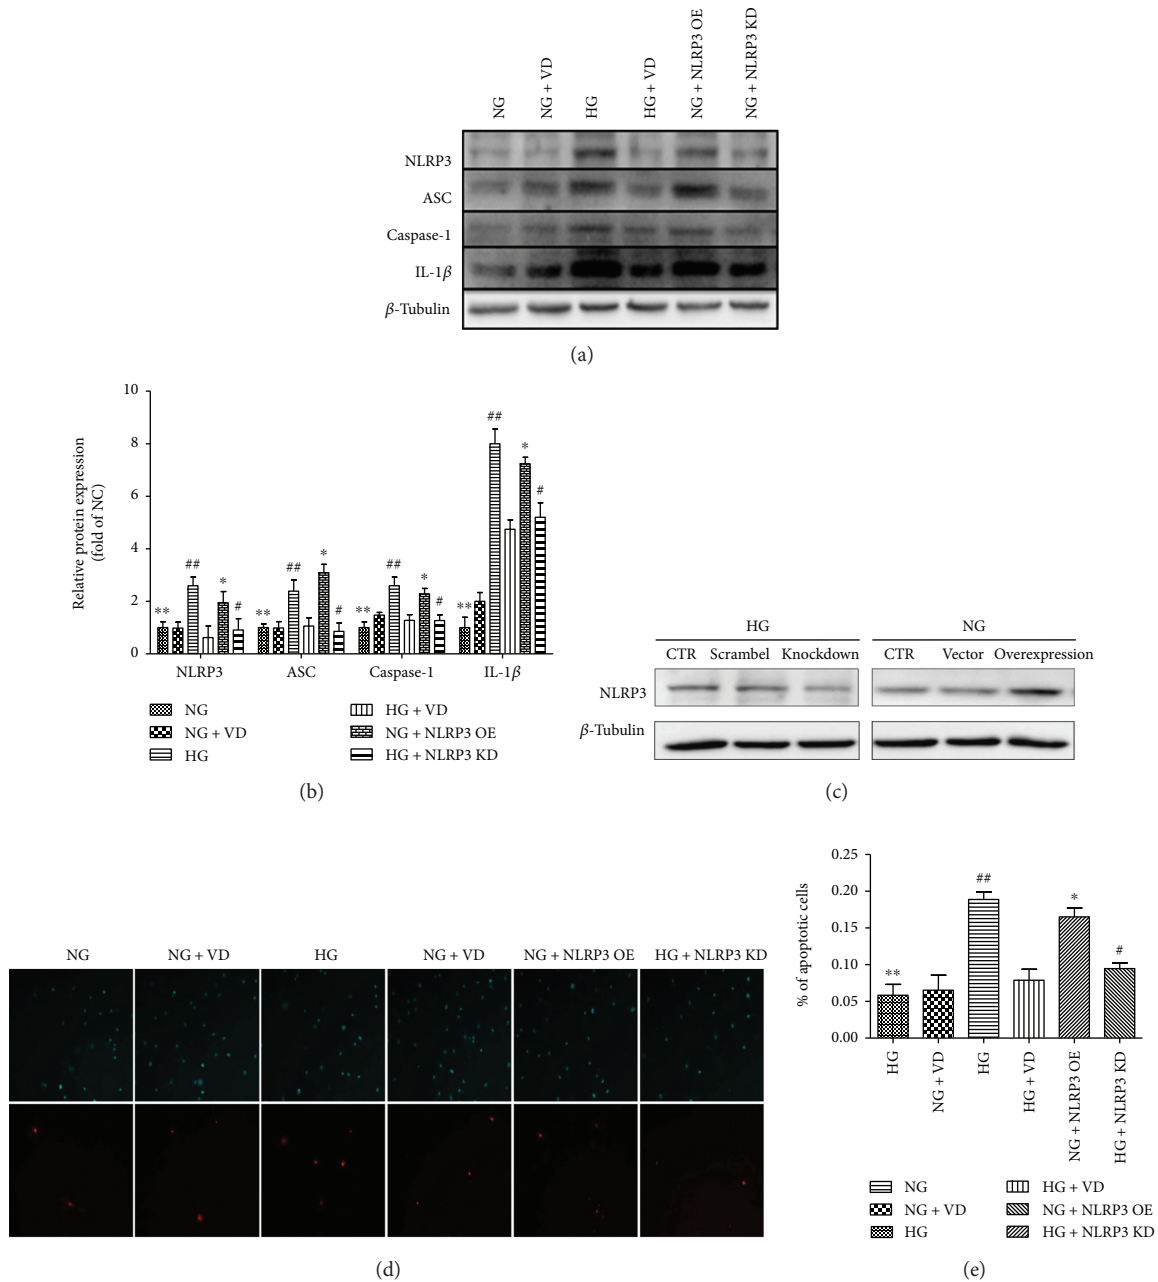 NG
NG + VD
HG
HG + VD
NG + NLRP3 OE
NG + NLRP3 KD
NLRP3
ASC
Caspase-1
IL-1β
β-Tubulin
(a)
Relative protein expression
(fold of NC)
10
8
6
4
2
0
** ## * #
** ## * #
** ## * #
** ## * #
NLRP3 ASC Caspase-1 IL-1β
NG HG + VD
NG + VD NG + NLRP3 OE
HG HG + NLRP3 KD
(b)
HG NG
CTR Scrambel Knockdown CTR Vector Overexpression
NLRP3
β-Tubulin
(c)
NG NG + VD HG NG + VD NG + NLRP3 OE HG + NLRP3 KD
(d)
% of apoptotic cells
0.25
0.20
0.15
0.10
0.05
0.00
** ## * #
HG
NG + VD
HG
HG + VD
NG + NLRP3 OE
HG + NLRP3 KD
NG HG + VD
NG + VD NG + NLRP3 OE
HG HG + NLRP3 KD
(e)